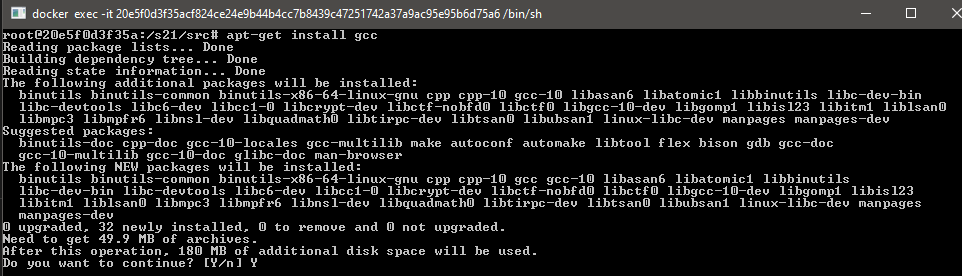 docker exec -it 20e5f0d3f35acf824ce24e9b44b4cc7b8439c47251742a37a9ac95e95b6d75a6 /bin/sh
root@20e5f0d3f35a:/s21/src# apt-get install gcc
Reading package lists... Done
Building dependency tree... Done
Reading state information... Done
The following additional packages will be installed:
binutils binutils-common binutils-x86-64-linux-gnu cpp cpp-10 gcc-10 libasan6 libatomic1 libbinutils libc-dev-bin
libc-devtools libc6-dev libcc1-0 libcrypt-dev libctf-nobfd0 libctf0 libgcc-10-dev libgomp1 libisl23 libitm1 liblsan0
libmpc3 libmpfr6 libnsl-dev libquadmath0 libtirpc-dev libtsan0 libubsan1 linux-libc-dev manpages manpages-dev
Suggested packages:
binutils-doc cpp-doc gcc-10-locales gcc-multilib make autoconf automake libtool flex bison gdb gcc-doc
gcc-10-multilib gcc-10-doc glibc-doc man-browser
The following NEW packages will be installed:
binutils binutils-common binutils-x86-64-linux-gnu cpp cpp-10 gcc gcc-10 libasan6 libatomic1 libbinutils
libc-dev-bin libc-devtools libc6-dev libcc1-0 libcrypt-dev libctf-nobfd0 libctf0 libgcc-10-dev libgomp1 libisl23
libitm1 liblsan0 libmpc3 libmpfr6 libnsl-dev libquadmath0 libtirpc-dev libtsan0 libubsan1 linux-libc-dev manpages
manpages-dev
0 upgraded, 32 newly installed, 0 to remove and 0 not upgraded.
Need to get 49.9 MB of archives.
After this operation, 180 MB of additional disk space will be used.
Do you want to continue? [Y/n] Y